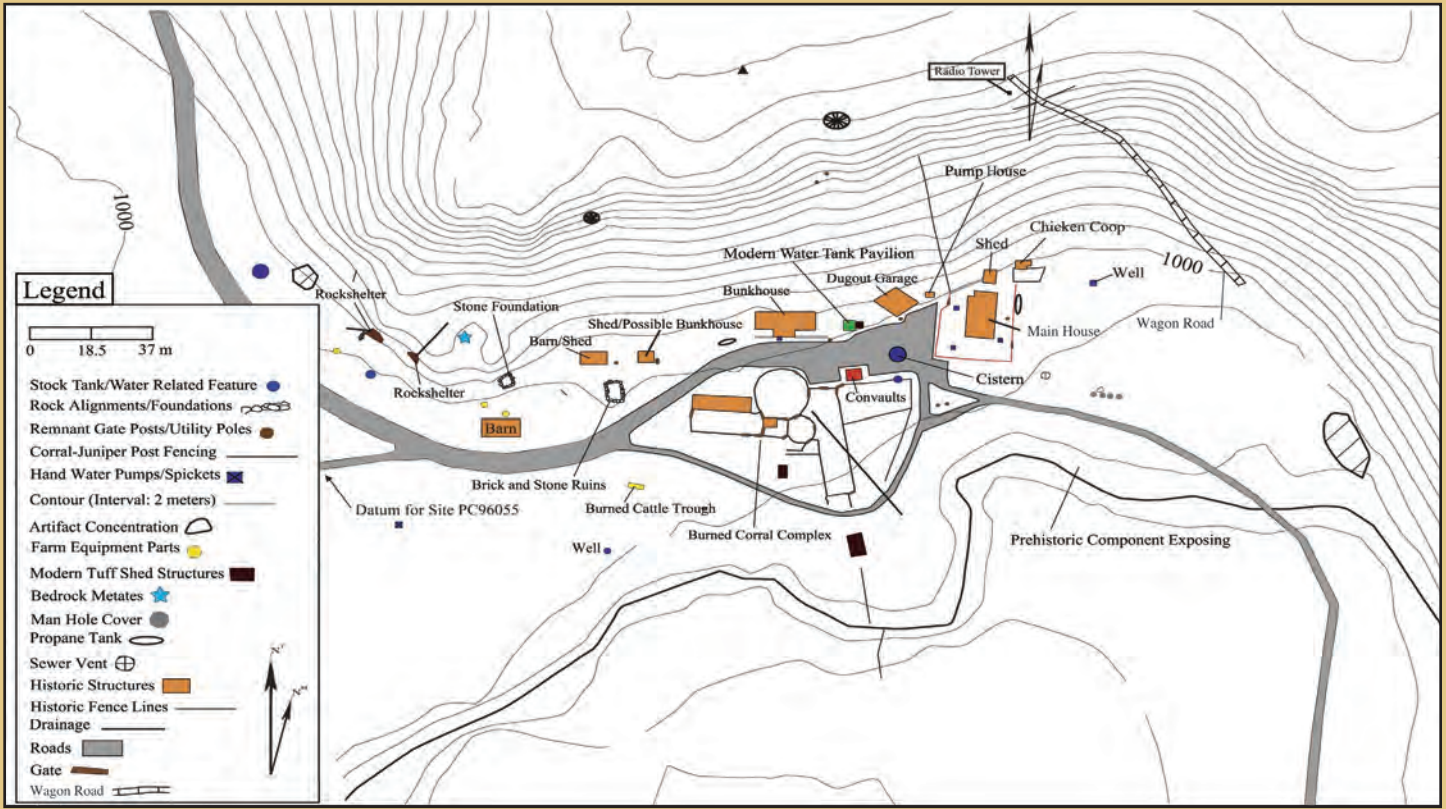 Radio Tower
Pump House
1000
Chicken Coop
Shed
Modern Water Tank Pavilion
Dugout Garage
1000
Well
Bunkhouse
Legend
Rockshelter
Stone Foundation
Shed/Possible Bunkhouse
Wagon Road
Main House
0 18.5 37 m
Barn/Shed
Cistern
Stock Tank/Water Related Feature
Rockshelter
Convaults
Rock Alignments/Foundations
Remnant Gate Posts/Utility Poles
Barn
Corral-Juniper Post Fencing
Hand Water Pumps/Spickets
Brick and Stone Ruins
Contour (Interval: 2 meters)
Datum for Site PC96055
Burned Cattle Trough
Artifact Concentration
Burned Corral Complex
Prehistoric Component Exposing
Farm Equipment Parts
Well
Modern Tuff Shed Structures
Bedrock Metates
Man Hole Cover
Propane Tank
Sewer Vent
Historic Structures
Historic Fence Lines
Drainage
Roads
Gate
Wagon Road